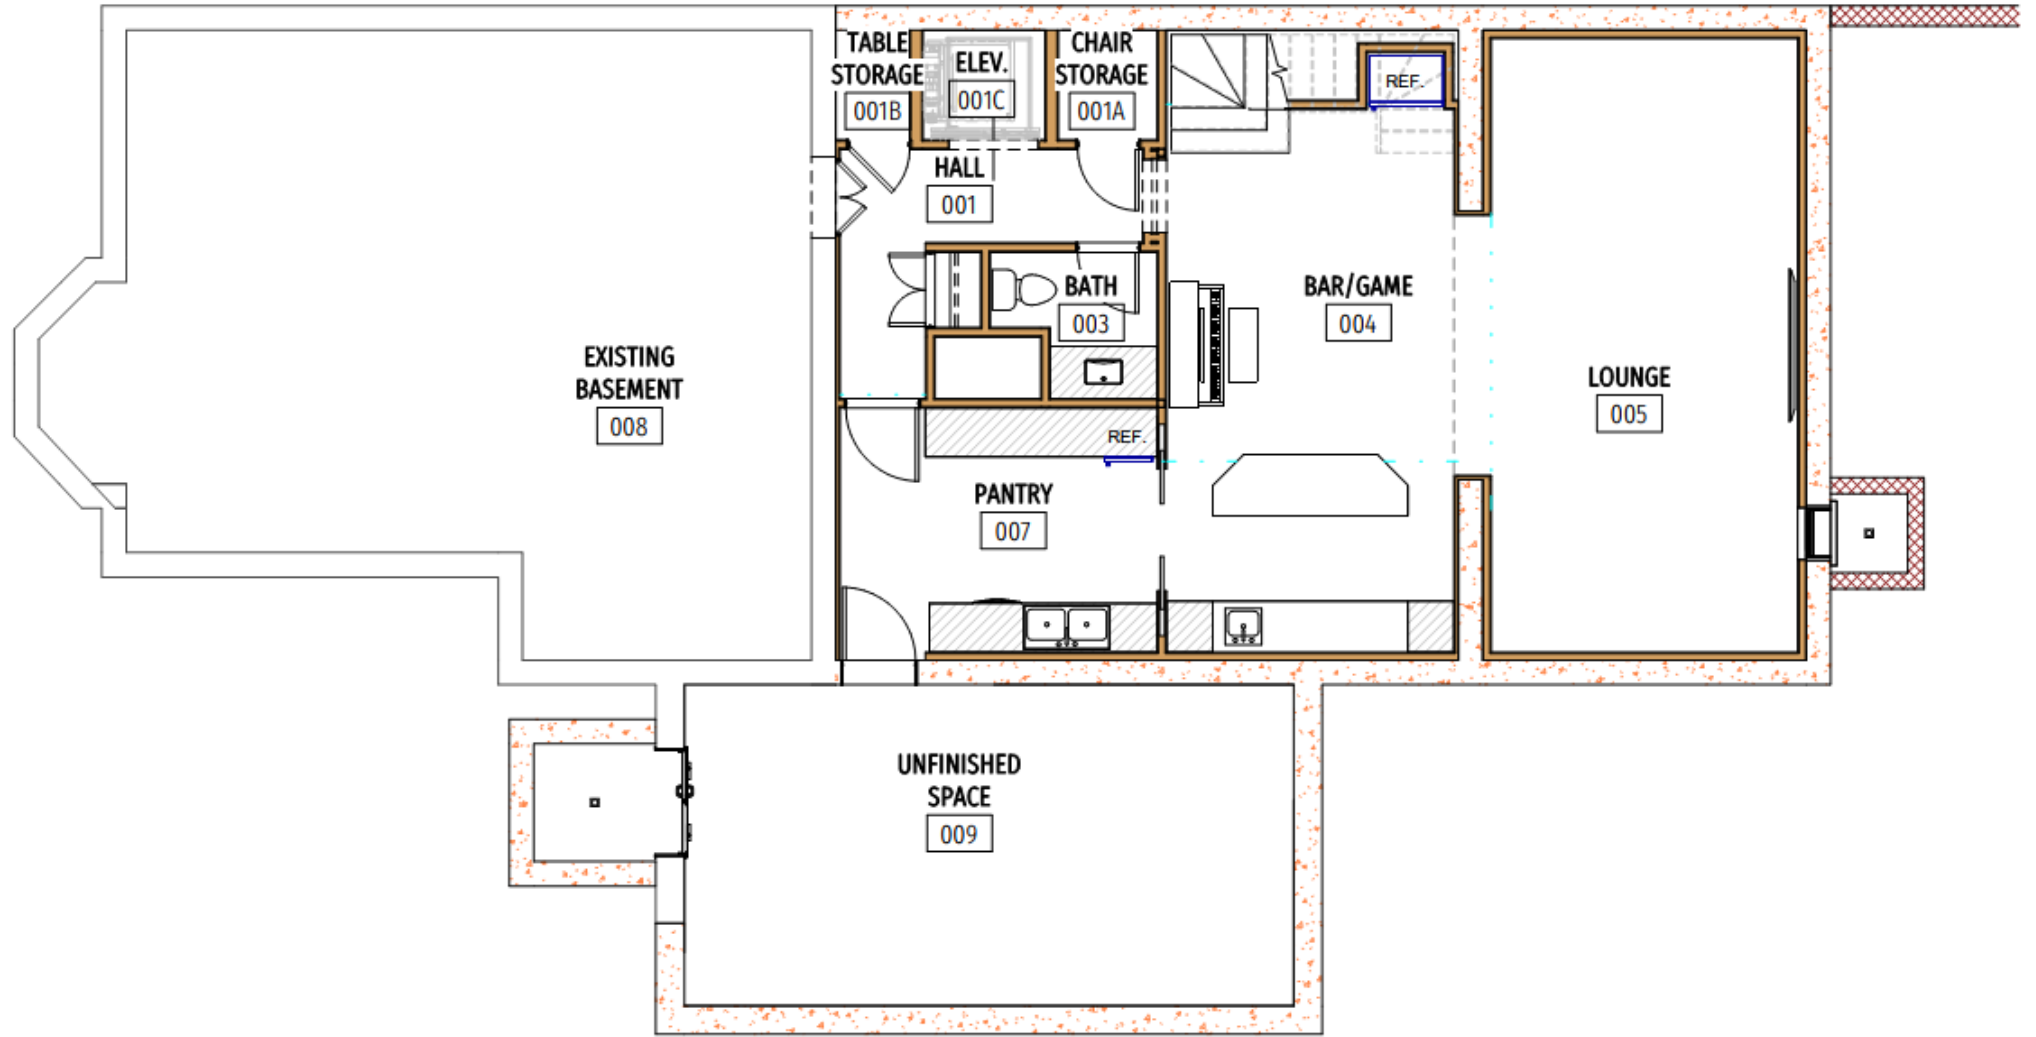 TABLE
STORAGE
001B
ELEV.
001C
CHAIR
STORAGE
001A
REF.
HALL
001
BATH
003
BAR/GAME
004
EXISTING
BASEMENT
008
LOUNGE
005
REF.
PANTRY
007
UNFINISHED
SPACE
009